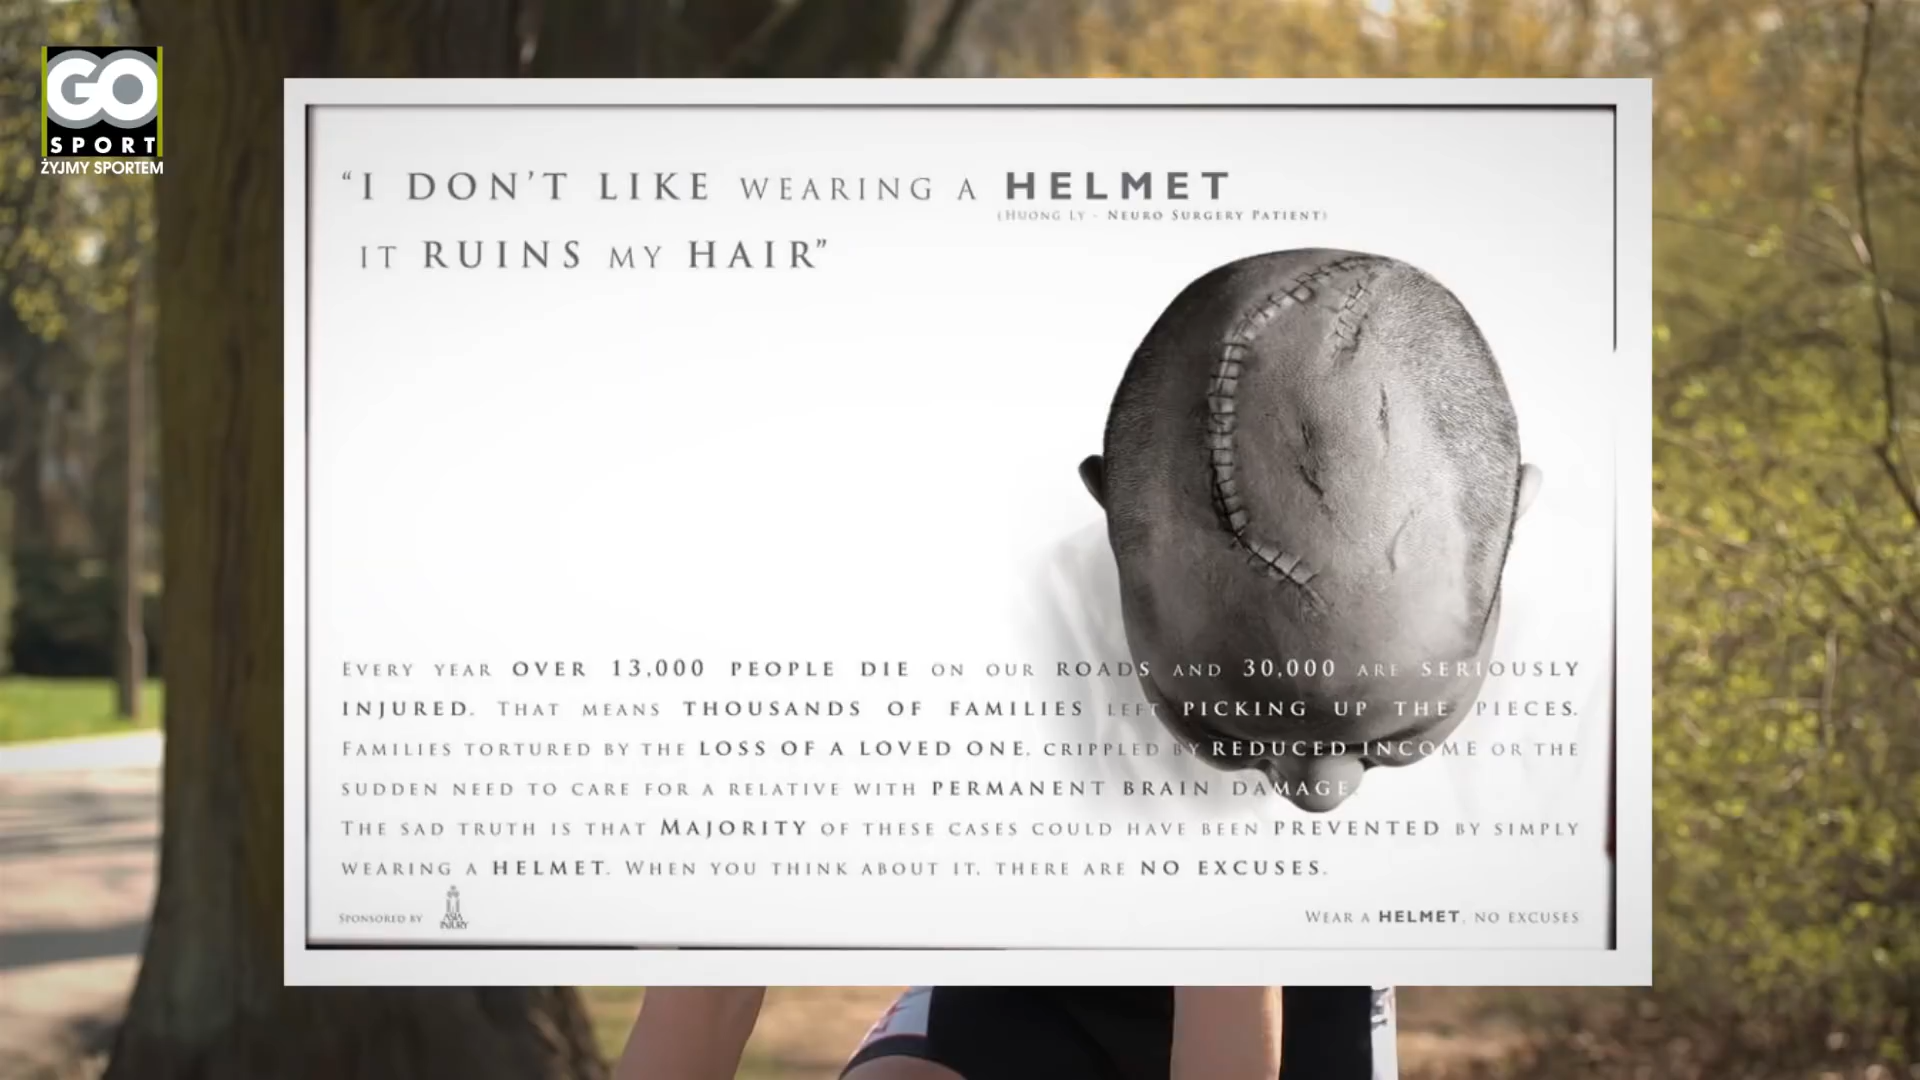 GO
SPORT
ŻYJMY SPORTEM
“I DON’T LIKE WEARING A HELMET
(HUONG LY - NEURO SURGERY PATIENT)
IT RUINS MY HAIR”
EVERY YEAR OVER 13,000 PEOPLE DIE ON OUR ROADS AND 30,000 ARE SERIOUSLY
INJURED. THAT MEANS THOUSANDS OF FAMILIES LEFT PICKING UP THE PIECES.
FAMILIES TORTURED BY THE LOSS OF A LOVED ONE, CRIPPLED BY REDUCED INCOME OR THE
SUDDEN NEED TO CARE FOR A RELATIVE WITH PERMANENT BRAIN DAMAGE.
THE SAD TRUTH IS THAT MAJORITY OF THESE CASES COULD HAVE BEEN PREVENTED BY SIMPLY
WEARING A HELMET. WHEN YOU THINK ABOUT IT, THERE ARE NO EXCUSES.
SPONSORED BY
ASIA
INJURY
WEAR A HELMET, NO EXCUSES